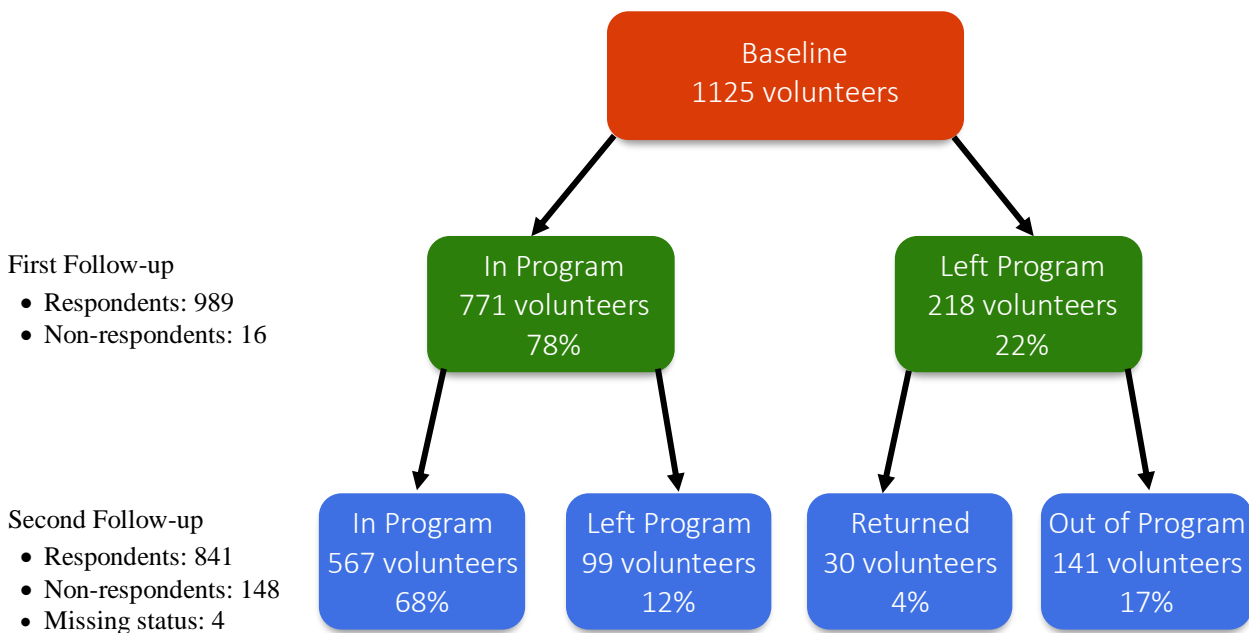 Baseline
1125 volunteers
First Follow-up
• Respondents: 989
• Non-respondents: 16
In Program
771 volunteers
78%
Left Program
218 volunteers
22%
Second Follow-up
• Respondents: 841
• Non-respondents: 148
• Missing status: 4
In Program
567 volunteers
68%
Left Program
99 volunteers
12%
Returned
30 volunteers
4%
Out of Program
141 volunteers
17%